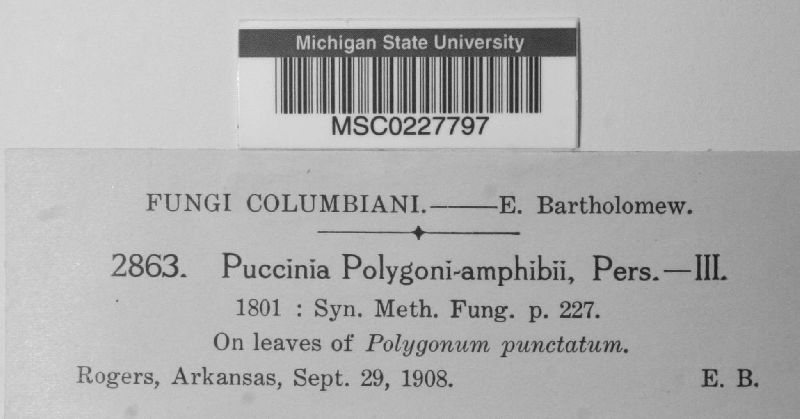 Michigan State University
MSC0227797
FUNGI COLUMBIANI.——E. Bartholomew.
2863. Puccinia Polygoni-amphibii, Pers.—III.
1801 : Syn. Meth. Fung. p. 227.
On leaves of Polygonum punctatum.
Rogers, Arkansas, Sept. 29, 1908. E. B.